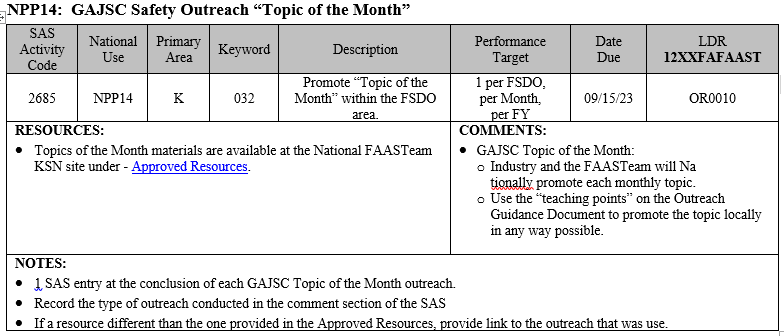 NPP14: GAJSC Safety Outreach “Topic of the Month”
SAS Activity Code
National Use
Primary Area
Keyword
Description
Performance Target
Date Due
LDR 12XXFAFAAST
2685
NPP14
K
032
Promote “Topic of the Month” within the FSDO area.
1 per FSDO, per Month, per FY
09/15/23
OR0010
RESOURCES:
• Topics of the Month materials are available at the National FAASTeam
KSN site under - Approved Resources.
COMMENTS:
• GAJSC Topic of the Month:
o Industry and the FAASTeam will Na
tionally promote each monthly topic.
o Use the “teaching points” on the Outreach
Guidance Document to promote the topic locally
in any way possible.
NOTES:
• 1 SAS entry at the conclusion of each GAJSC Topic of the Month outreach.
• Record the type of outreach conducted in the comment section of the SAS
• If a resource different than the one provided in the Approved Resources, provide link to the outreach that was use.